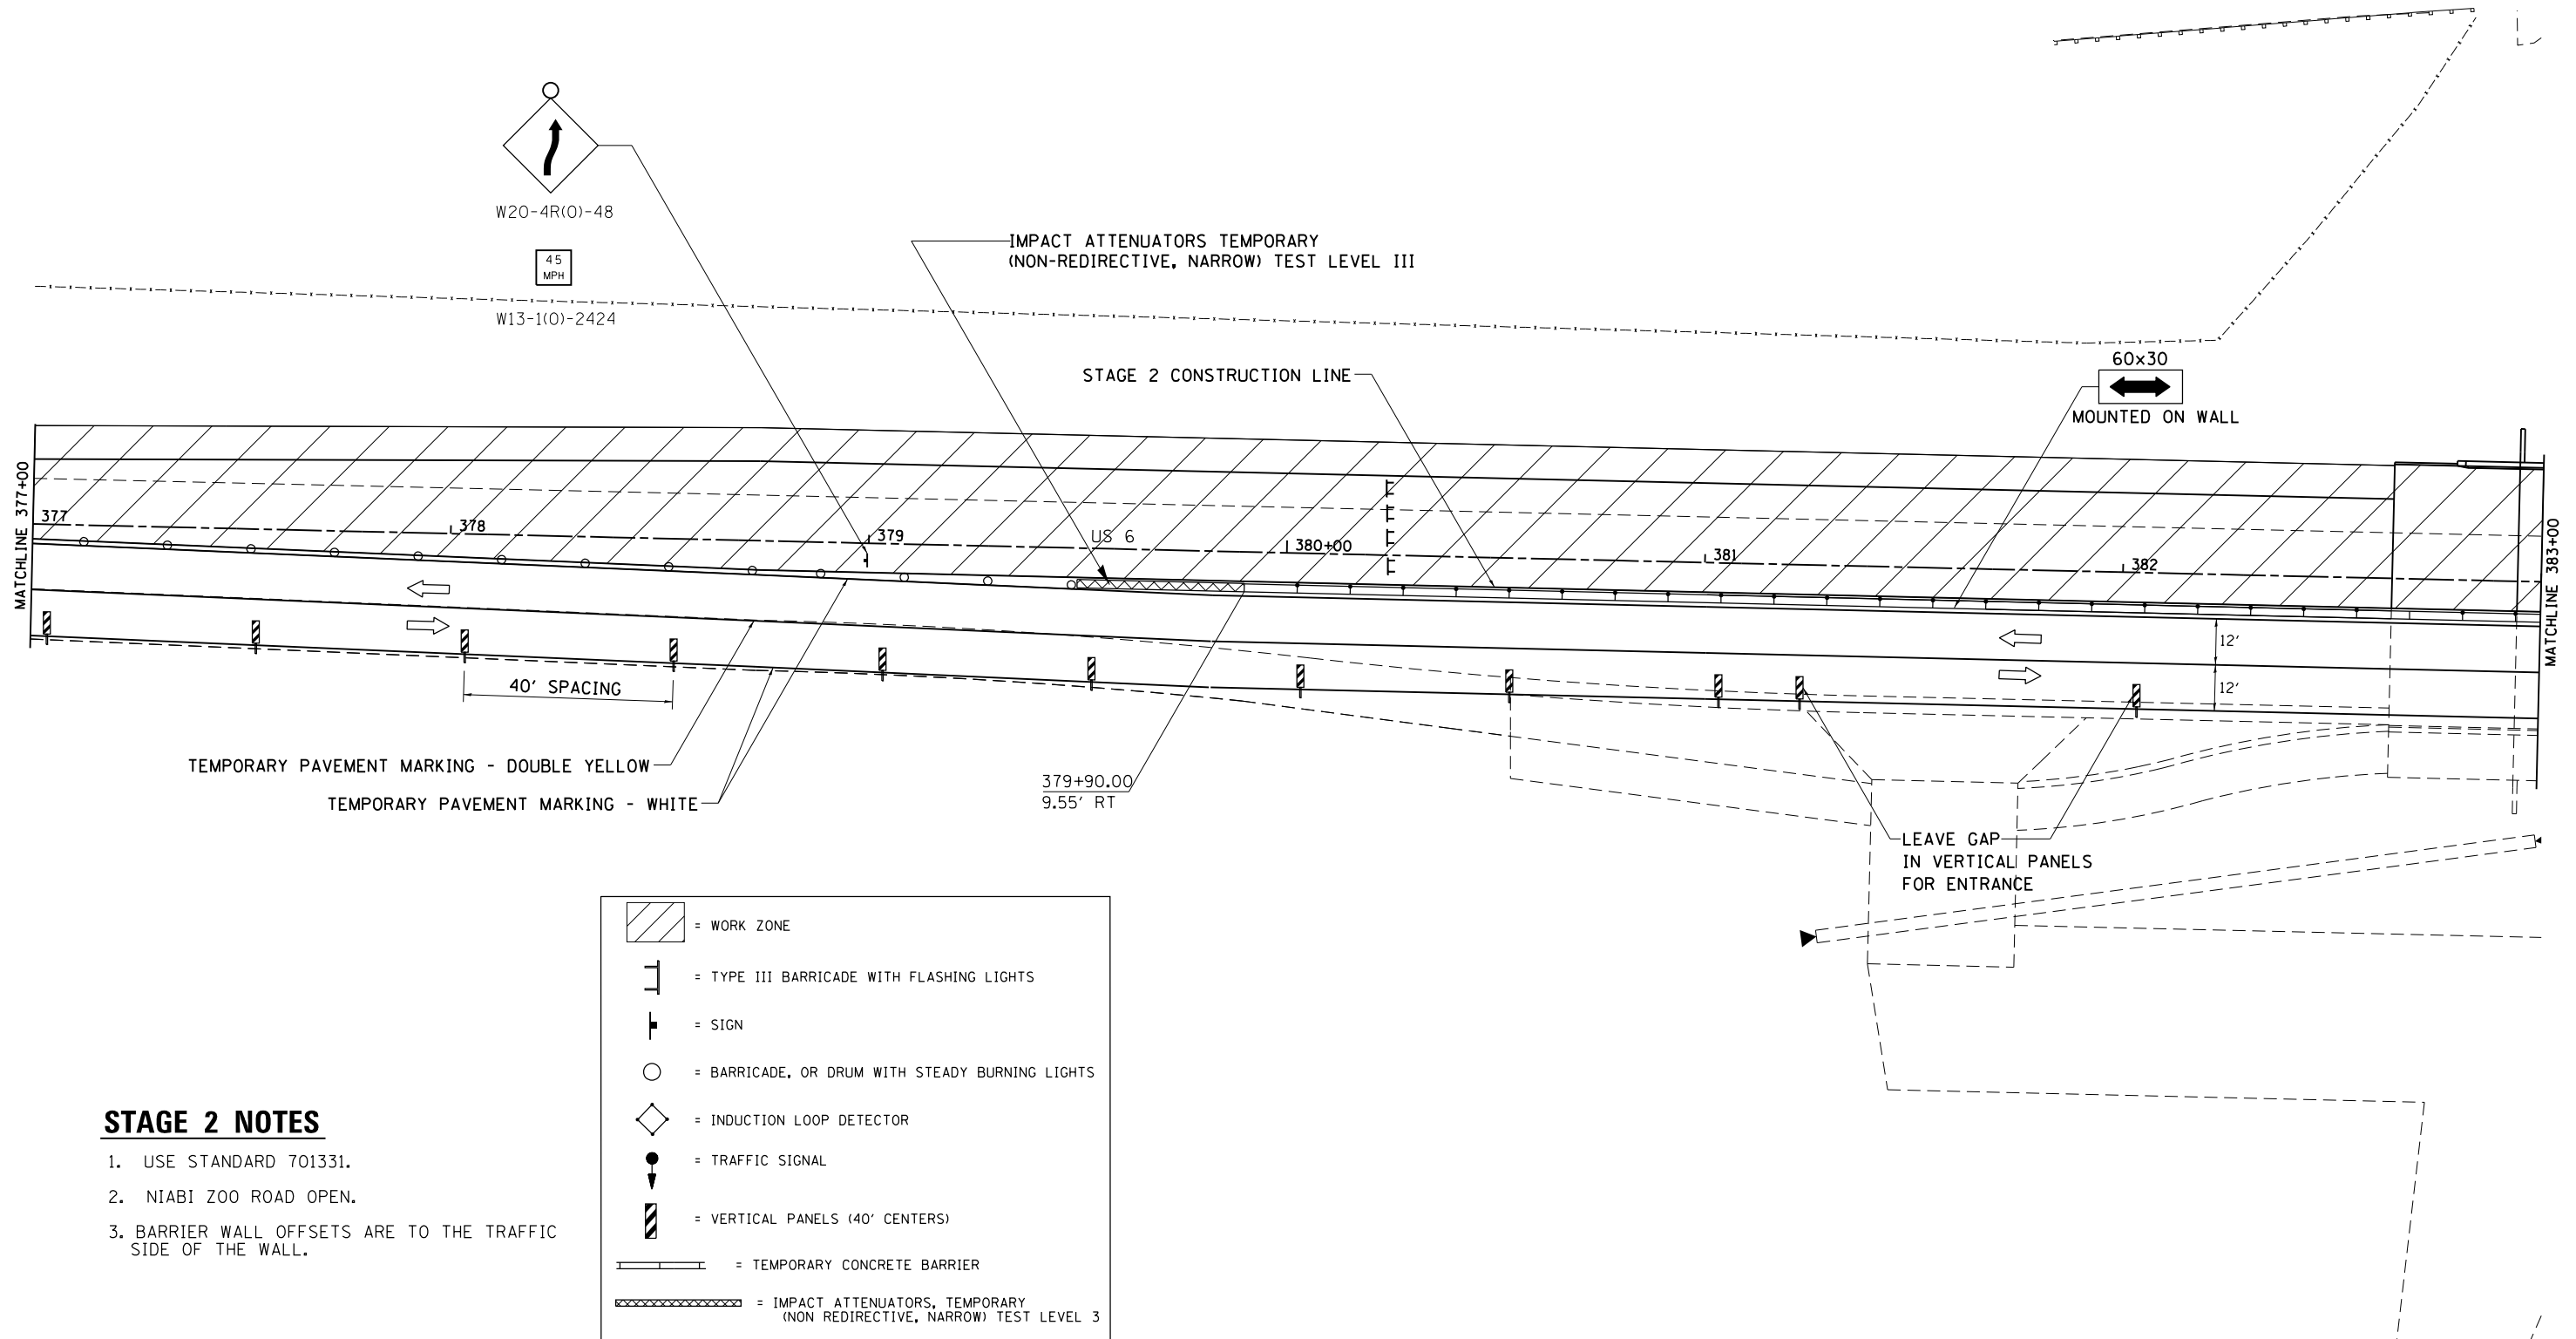 W20-4R(O)-48
45
MPH
W13-1(O)-2424
IMPACT ATTENUATORS TEMPORARY
(NON-REDIRECTIVE, NARROW) TEST LEVEL III
STAGE 2 CONSTRUCTION LINE
60x30
MOUNTED ON WALL
MATCHLINE 377+00
377
378
379
US 6
380+00
381
382
MATCHLINE 383+00
12'
12'
40' SPACING
TEMPORARY PAVEMENT MARKING - DOUBLE YELLOW
TEMPORARY PAVEMENT MARKING - WHITE
379+90.00
9.55' RT
LEAVE GAP
IN VERTICAL PANELS
FOR ENTRANCE
= WORK ZONE
= TYPE III BARRICADE WITH FLASHING LIGHTS
= SIGN
= BARRICADE, OR DRUM WITH STEADY BURNING LIGHTS
= INDUCTION LOOP DETECTOR
= TRAFFIC SIGNAL
= VERTICAL PANELS (40' CENTERS)
= TEMPORARY CONCRETE BARRIER
= IMPACT ATTENUATORS, TEMPORARY
(NON REDIRECTIVE, NARROW) TEST LEVEL 3
STAGE 2 NOTES
1. USE STANDARD 701331.
2. NIABI ZOO ROAD OPEN.
3. BARRIER WALL OFFSETS ARE TO THE TRAFFIC
SIDE OF THE WALL.